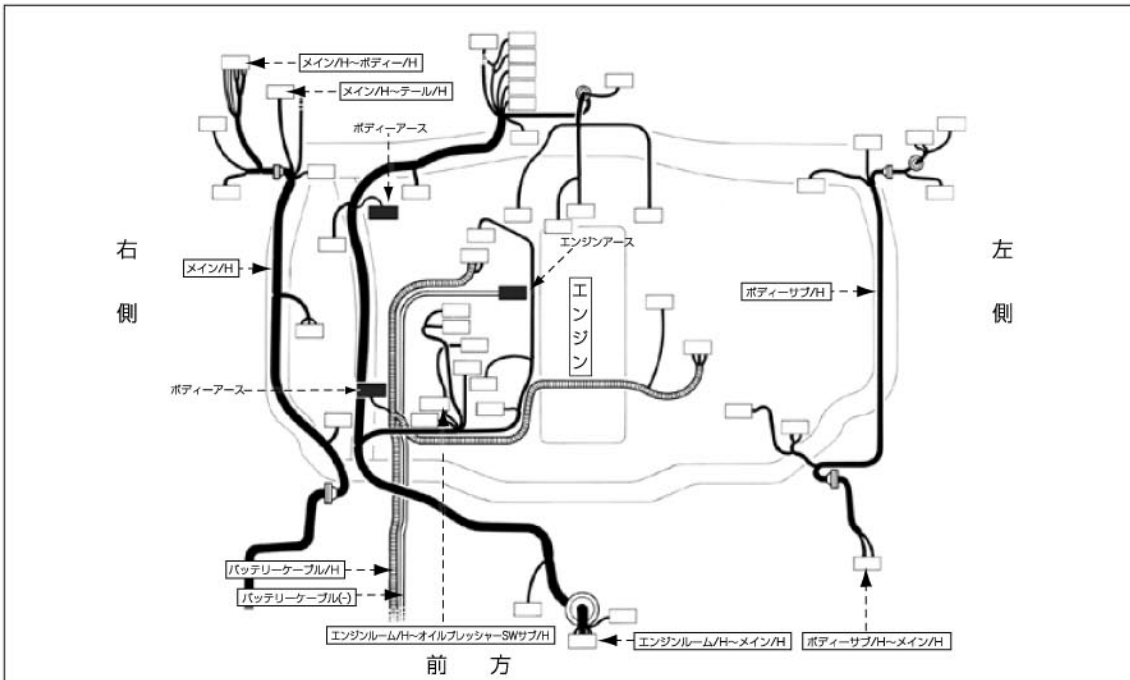 メイン/H～ボディー/H
メイン/H～テール/H
ボディーアース
エンジンアース
右側
メイン/H
エンジン
ボディーサブ/H
左側
ボディーアース
バッテリーケーブル/H
バッテリーケーブル(-)
エンジンルーム/H～オイルプレッシャーSWサブ/H
エンジンルーム/H～メイン/H
ボディーサブ/H～メイン/H
前方